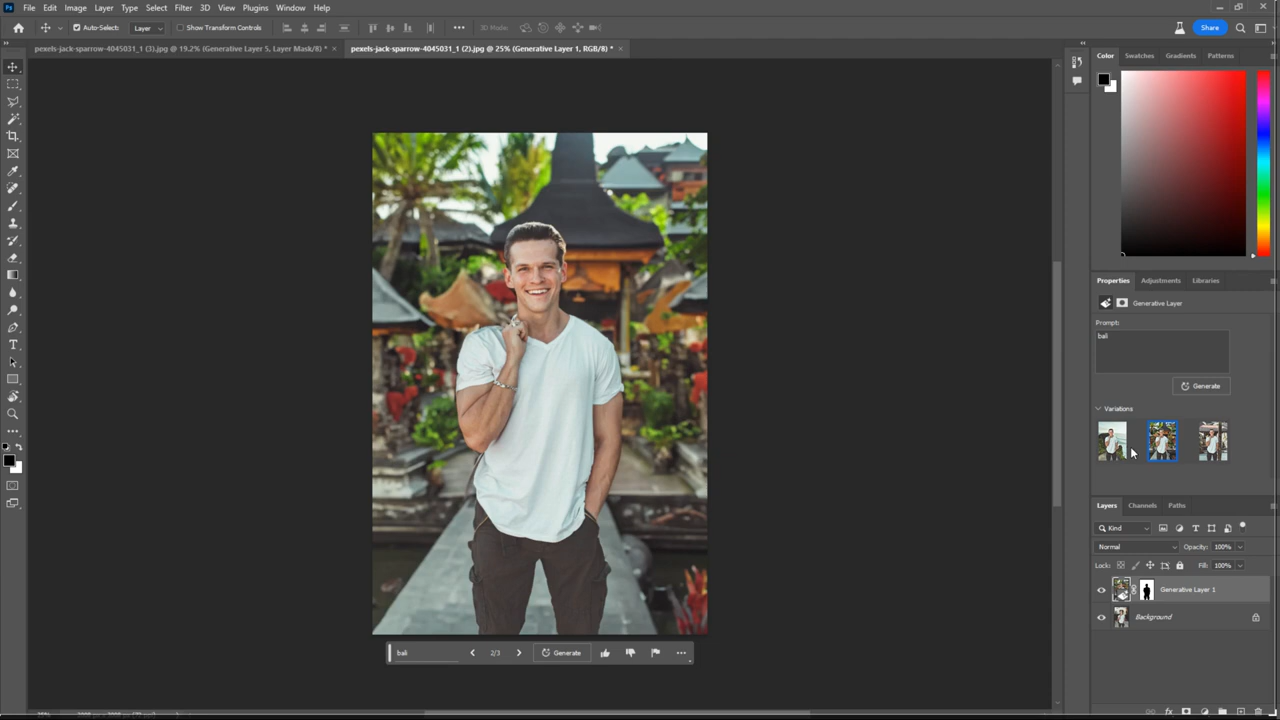 Ps File Edit Image Layer Type Select Filter 3D View Plugins Window Help
Auto-Select: Layer Show Transform Controls ••• 3D Mode: Share
pexels-jack-sparrow-4045031_1 (3).jpg @ 19.2% (Generative Layer 5, Layer Mask/8) * × pexels-jack-sparrow-4045031_1 (2).jpg @ 25% (Generative Layer 1, RGB/8) * ×
Color Swatches Gradients Patterns
Properties Adjustments Libraries
Generative Layer
Prompt:
bali
Generate
Variations
Layers Channels Paths
Kind
Normal Opacity: 100%
Lock: Fill: 100%
Generative Layer 1
Background
bali 2/3 Generate •••